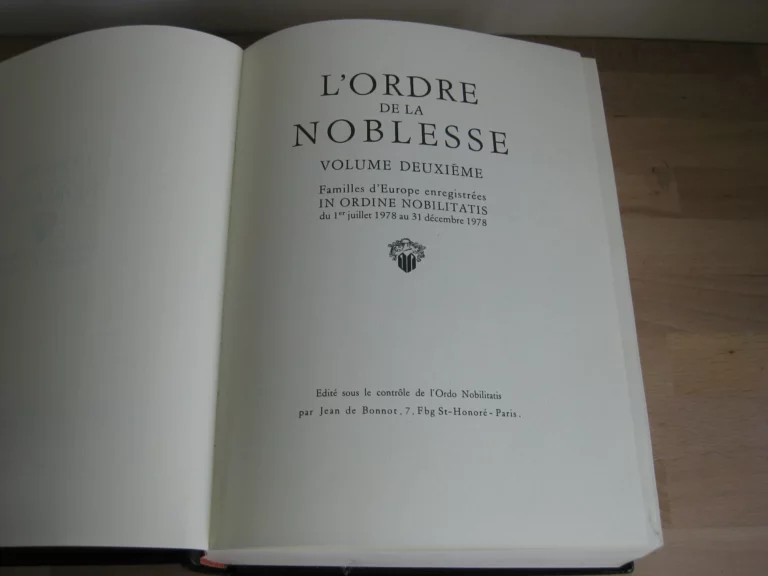 L'ORDRE
DE LA
NOBLESSE
VOLUME DEUXIÈME
Familles d'Europe enregistrées
IN ORDINE NOBILITATIS
du 1er juillet 1978 au 31 décembre 1978
Edité sous le contrôle de l'Ordo Nobilitatis
par Jean de Bonnot, 7, Fbg St-Honoré - Paris.